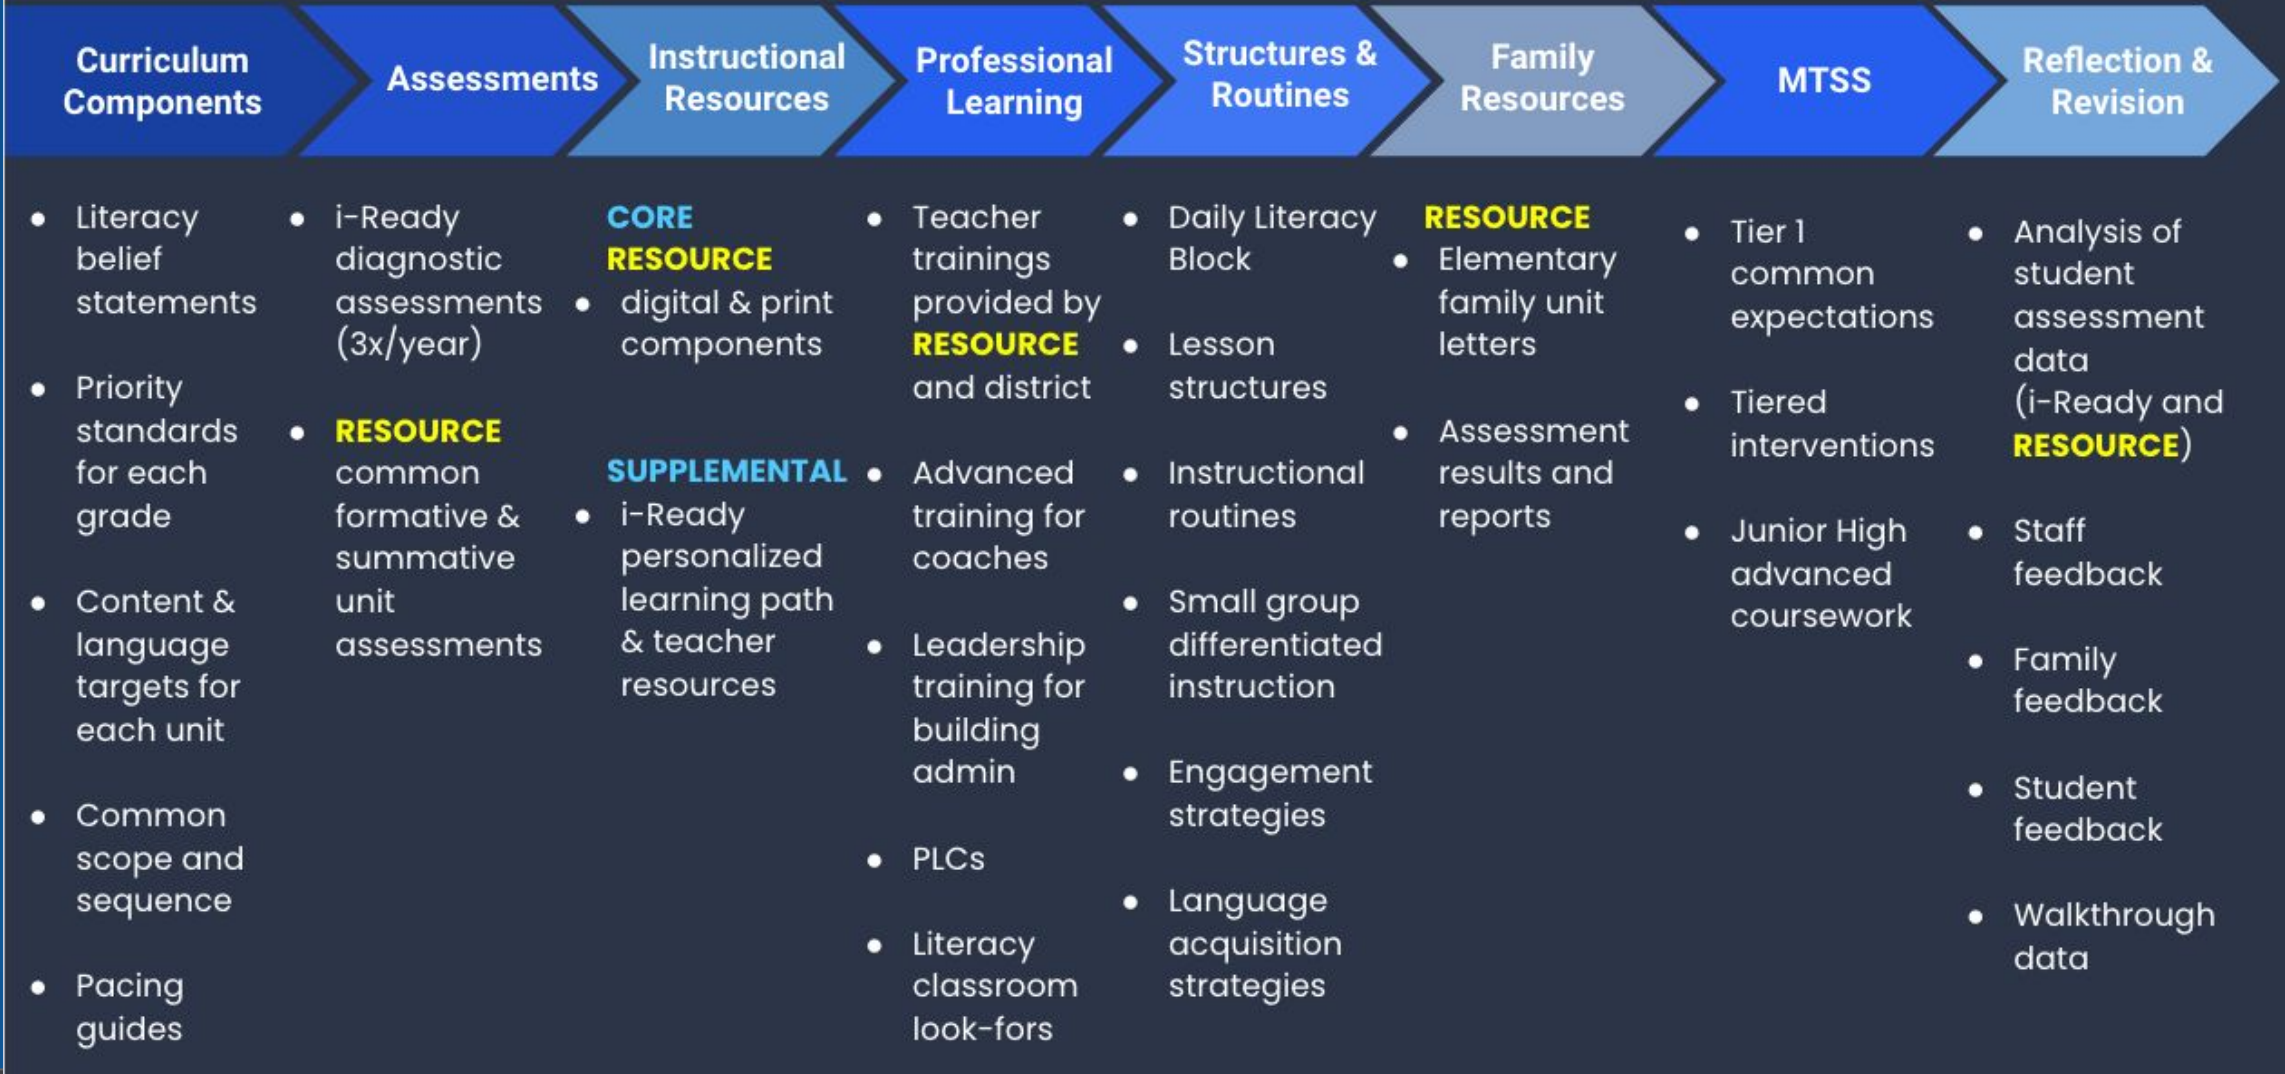 Curriculum
Components
Assessments
Instructional
Resources
Professional
Learning
Structures &
Routines
Family
Resources
MTSS
Reflection &
Revision
• Literacy
belief
statements
• Priority
standards
for each
grade
• Content &
language
targets for
each unit
• Common
scope and
sequence
• Pacing
guides
• i-Ready
diagnostic
assessments
(3x/year)
• RESOURCE
common
formative &
summative
unit
assessments
CORE
RESOURCE
• digital & print
components
SUPPLEMENTAL
• i-Ready
personalized
learning path
& teacher
resources
• Teacher
trainings
provided by
RESOURCE
and district
• Advanced
training for
coaches
• Leadership
training for
building
admin
• PLCs
• Literacy
classroom
look-fors
• Daily Literacy
Block
• Lesson
structures
• Instructional
routines
• Small group
differentiated
instruction
• Engagement
strategies
• Language
acquisition
strategies
RESOURCE
• Elementary
family unit
letters
• Assessment
results and
reports
• Tier 1
common
expectations
• Tiered
interventions
• Junior High
advanced
coursework
• Analysis of
student
assessment
data
(i-Ready and
RESOURCE)
• Staff
feedback
• Family
feedback
• Student
feedback
• Walkthrough
data